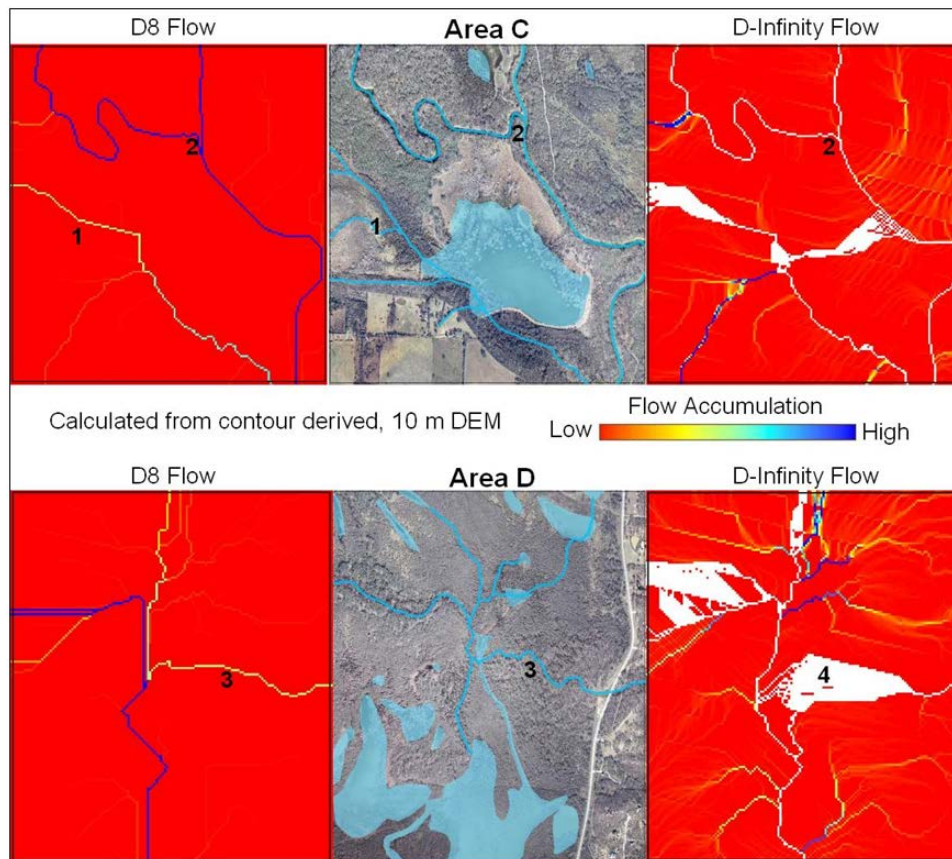 D8 Flow
Area C
D-Infinity Flow
1
2
1
2
2
Calculated from contour derived, 10 m DEM
Flow Accumulation
Low
High
D8 Flow
Area D
D-Infinity Flow
3
3
4